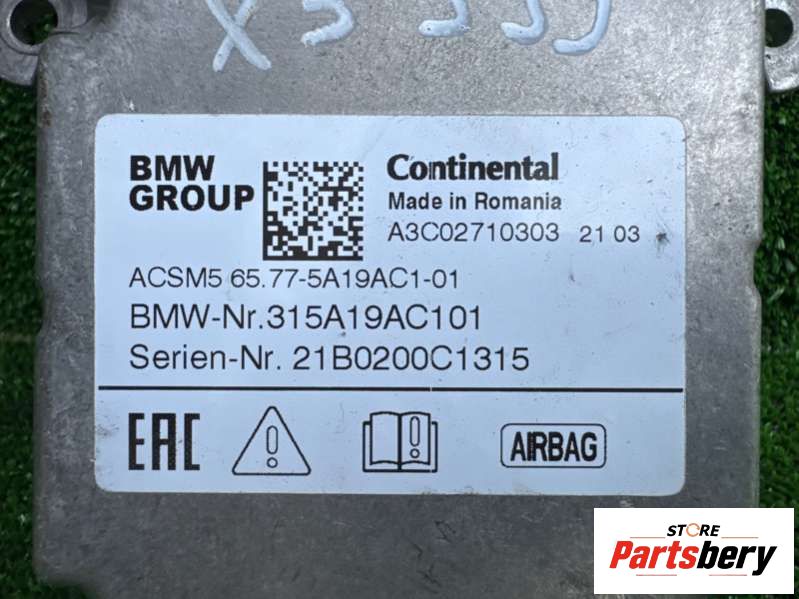 BMW
GROUP
Continental
Made in Romania
A3C02710303 21 03
ACSM5 65.77-5A19AC1-01
BMW-Nr.315A19AC101
Serien-Nr. 21B0200C1315
EAC
AIRBAG
STORE
Partsbery